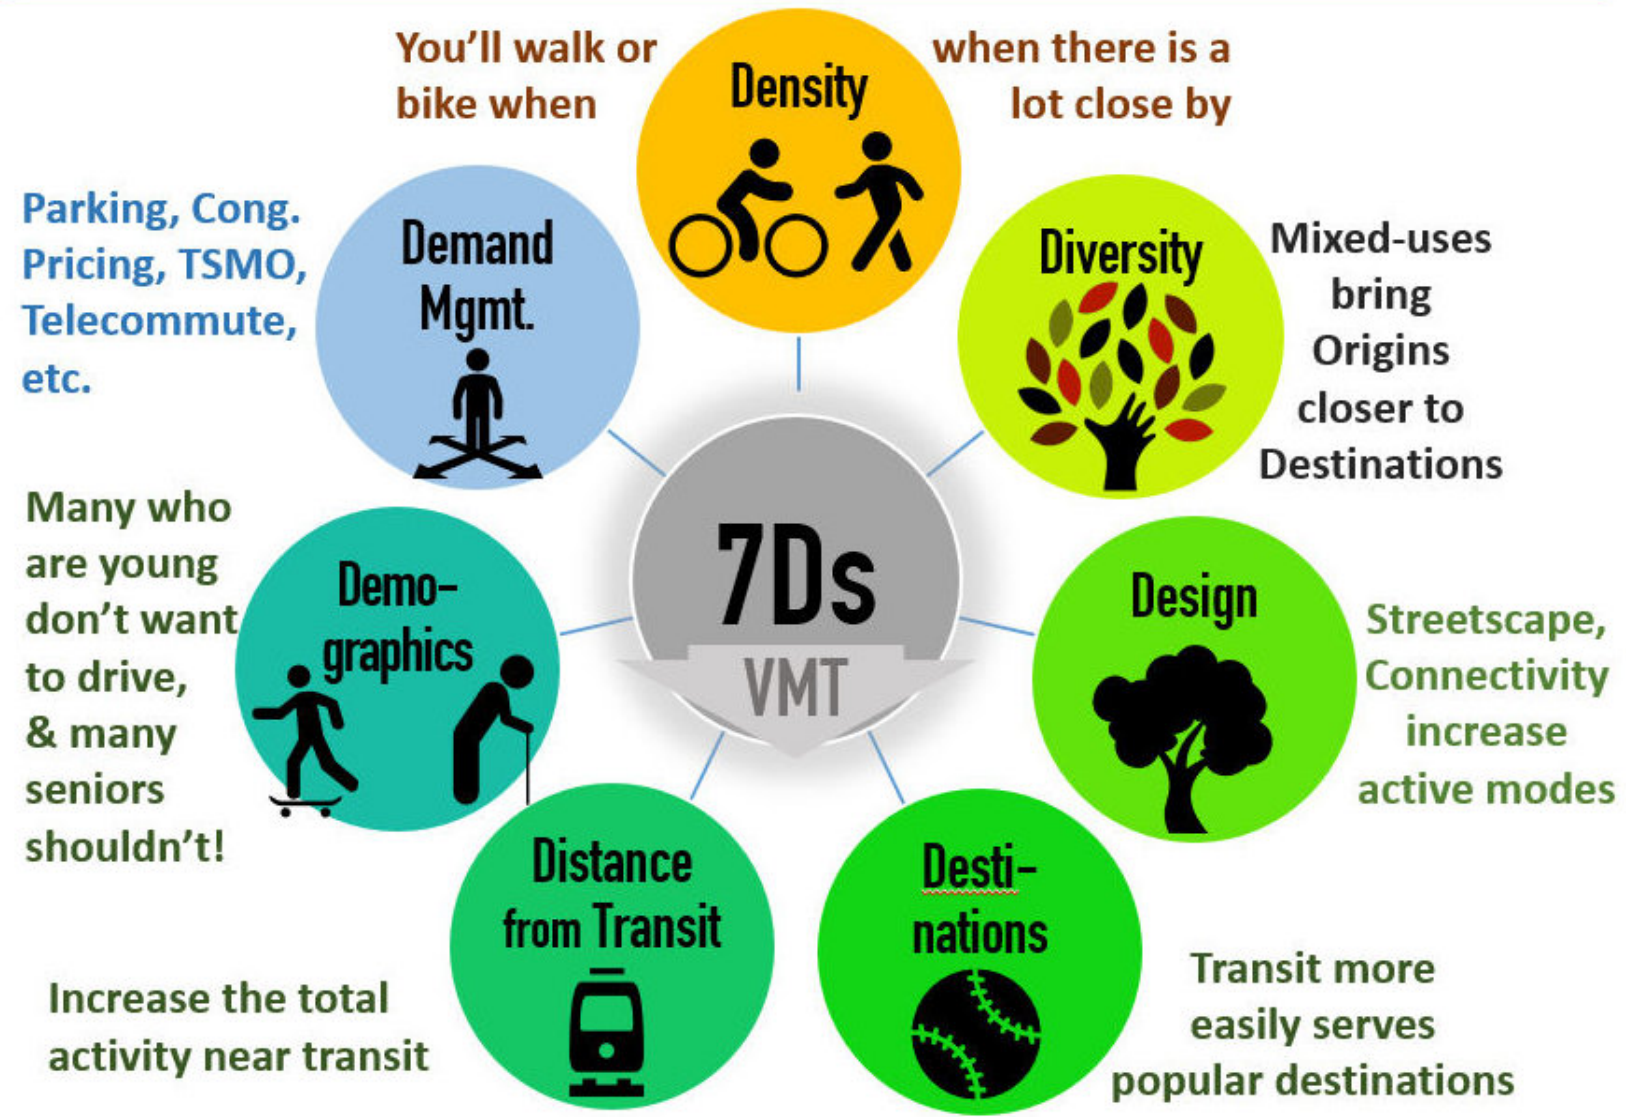 You'll walk or
bike when
Density
when there is a
lot close by
Diversity
Mixed-uses
bring
Origins
closer to
Destinations
Design
Streetscape,
Connectivity
increase
active modes
Desti-
nations
Transit more
easily serves
popular destinations
Distance
from Transit
Increase the total
activity near transit
Demo-
graphics
Many who
are young
don't want
to drive,
& many
seniors
shouldn't!
Demand
Mgmt.
Parking, Cong.
Pricing, TSMO,
Telecommute,
etc.
7Ds
VMT